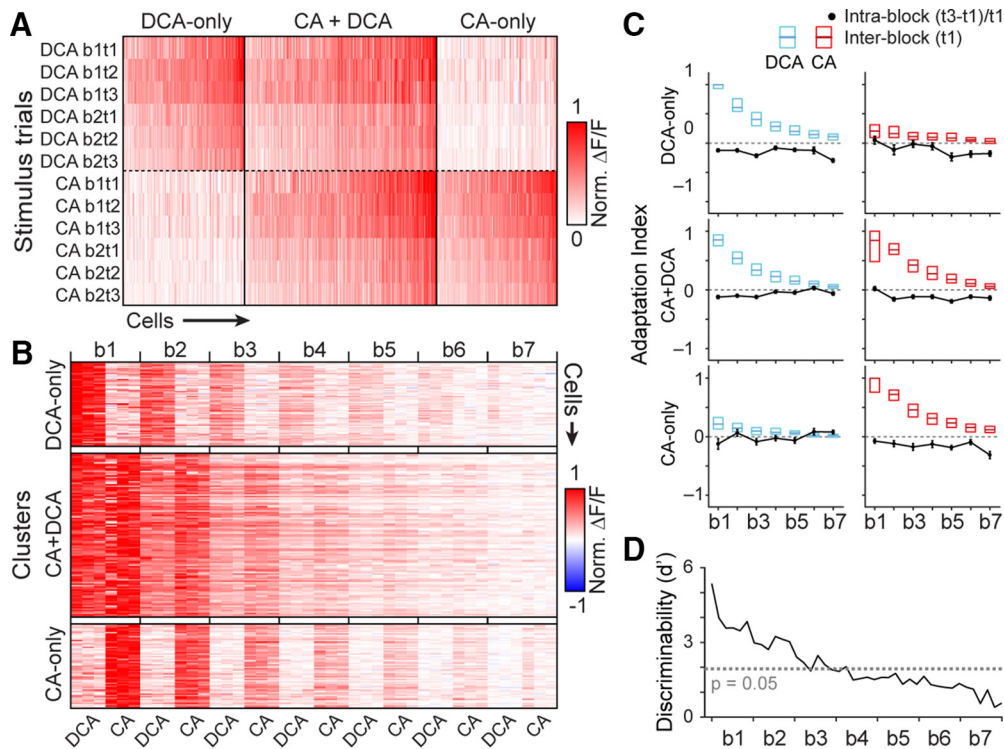 A
DCA-only CA + DCA CA-only
Stimulus trials
DCA b1t1
DCA b1t2
DCA b1t3
DCA b2t1
DCA b2t2
DCA b2t3
CA b1t1
CA b1t2
CA b1t3
CA b2t1
CA b2t2
CA b2t3
Cells
1
0
Norm. ΔF/F
B
b1 b2 b3 b4 b5 b6 b7
Clusters
DCA-only
CA+DCA
CA-only
Cells
1
-1
Norm. ΔF/F
DCA CA DCA CA DCA CA DCA CA DCA CA DCA CA DCA CA
C
Intra-block (t3-t1)/t1
Inter-block (t1)
DCA CA
Adaptation Index
DCA-only
1
0
−1
CA+DCA
1
0
−1
CA-only
1
0
−1
b1 b3 b5 b7 b1 b3 b5 b7
D
Discriminability (d')
6
3
0
p = 0.05
b1 b2 b3 b4 b5 b6 b7